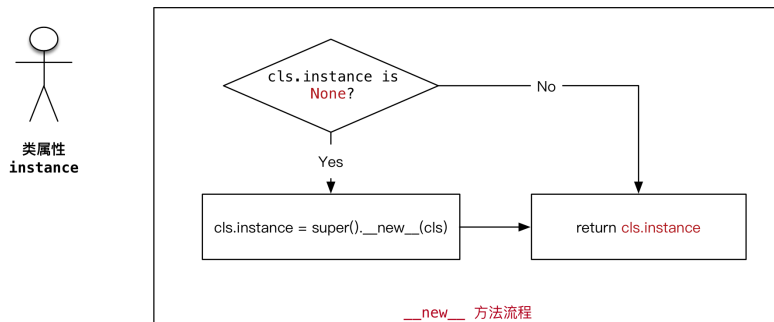 cls.instance is
None?
No
Yes
类属性
instance
cls.instance = super().__new__(cls)
return cls.instance
__new__ 方法流程